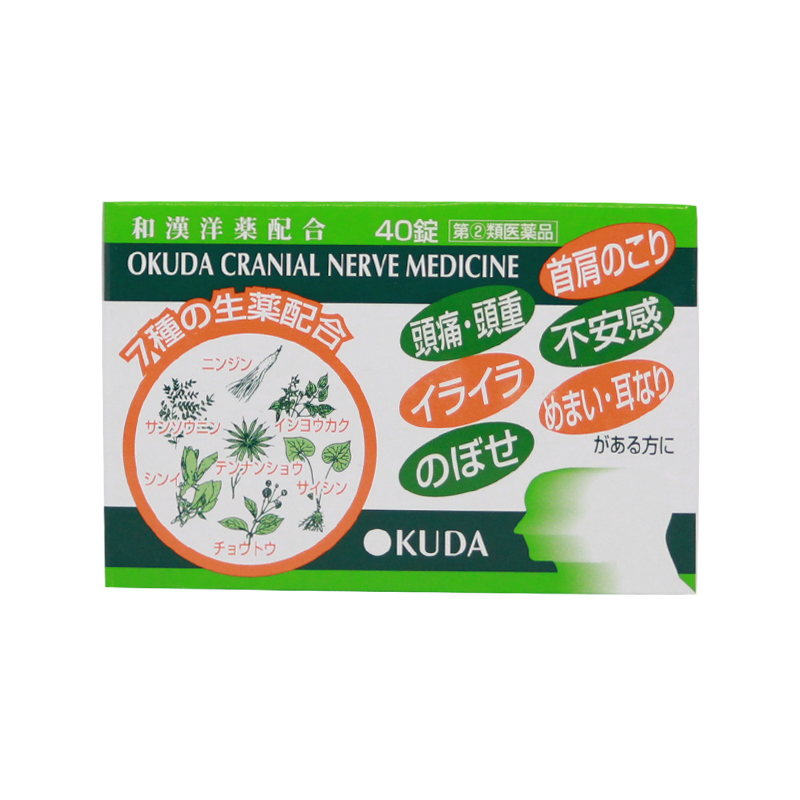 和漢洋薬配合 40錠 指②類医薬品
OKUDA CRANIAL NERVE MEDICINE
7種の生薬配合
ニンジン
サンソウニン
インヨウカク
シンイ
テンナンショウ
サイシン
チョウトウ
首肩のこり
頭痛・頭重
不安感
イライラ
めまい・耳なり
のぼせ
がある方に
OKUDA